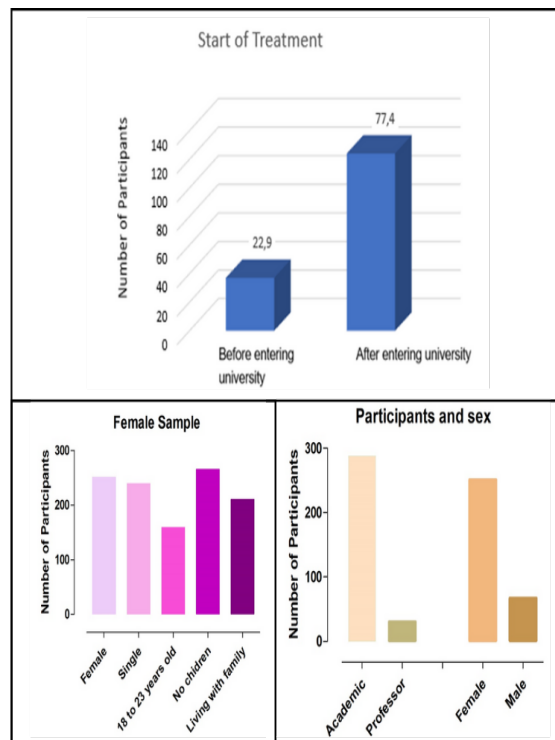 Start of Treatment
Number of Participants
140
120
100
80
60
40
20
0
22,9
77,4
Before entering
university
After entering university
Female Sample
Number of Participants
300
200
100
0
Female
Single
18 to 23 years old
No chidren
Living with family
Participants and sex
Number of Participants
300
200
100
0
Academic
Professor
Female
Male